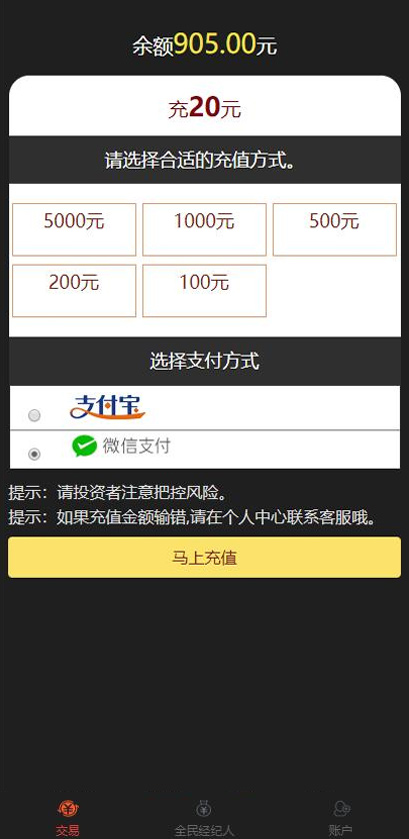 余额905.00元
充20元
请选择合适的充值方式。
5000元 1000元 500元
200元 100元
选择支付方式
支付宝
微信支付
提示：请投资者注意把控风险。
提示：如果充值金额输错,请在个人中心联系客服哦。
马上充值
交易 全民经纪人 账户